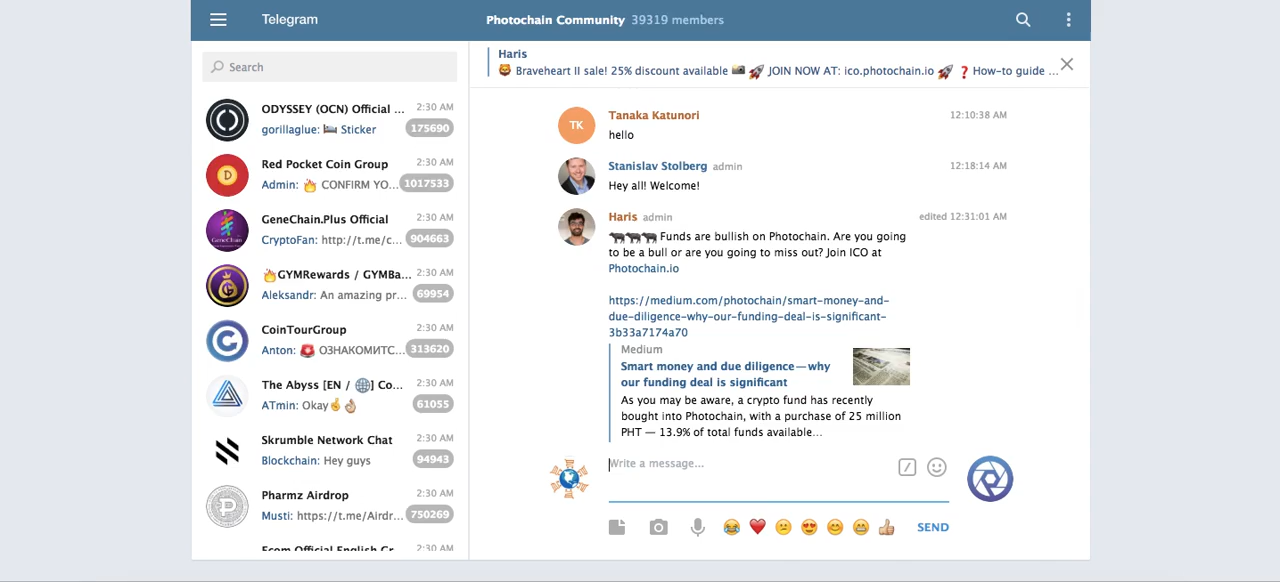 Telegram
Photochain Community 39319 members
Search
ODYSSEY (OCN) Official ... 2:30 AM
gorillaglue: 🛏 Sticker 175690
Red Pocket Coin Group 2:30 AM
Admin: 🔥 CONFIRM YO... 1017533
GeneChain.Plus Official 2:30 AM
CryptoFan: http://t.me/c... 904663
🔥GYMRewards / GYMBa... 2:30 AM
Aleksandr: An amazing pr... 69954
CoinTourGroup 2:30 AM
Anton: 🚨 ОЗНАКОМИТС... 313620
The Abyss [EN / 🌐] Co... 2:30 AM
ATmin: Okay🤞👌 61055
Skrumble Network Chat 2:30 AM
Blockchain: Hey guys 94943
Pharmz Airdrop 2:30 AM
Musti: https://t.me/Airdr... 750269
Ecom Official English Gr... 2:30 AM
Haris
🦁 Braveheart II sale! 25% discount available 📸 🚀 JOIN NOW AT: ico.photochain.io 🚀 ❓ How-to guide ...
TK
Tanaka Katunori 12:10:38 AM
hello
Stanislav Stolberg admin 12:18:14 AM
Hey all! Welcome!
Haris admin edited 12:31:01 AM
🐃🐃🐃 Funds are bullish on Photochain. Are you going
to be a bull or are you going to miss out? Join ICO at
Photochain.io
https://medium.com/photochain/smart-money-and-
due-diligence-why-our-funding-deal-is-significant-
3b33a7174a70
Medium
Smart money and due diligence—why
our funding deal is significant
As you may be aware, a crypto fund has recently
bought into Photochain, with a purchase of 25 million
PHT — 13.9% of total funds available...
Write a message...
😂 ❤️ 😕 😍 😊 😁 👍 SEND